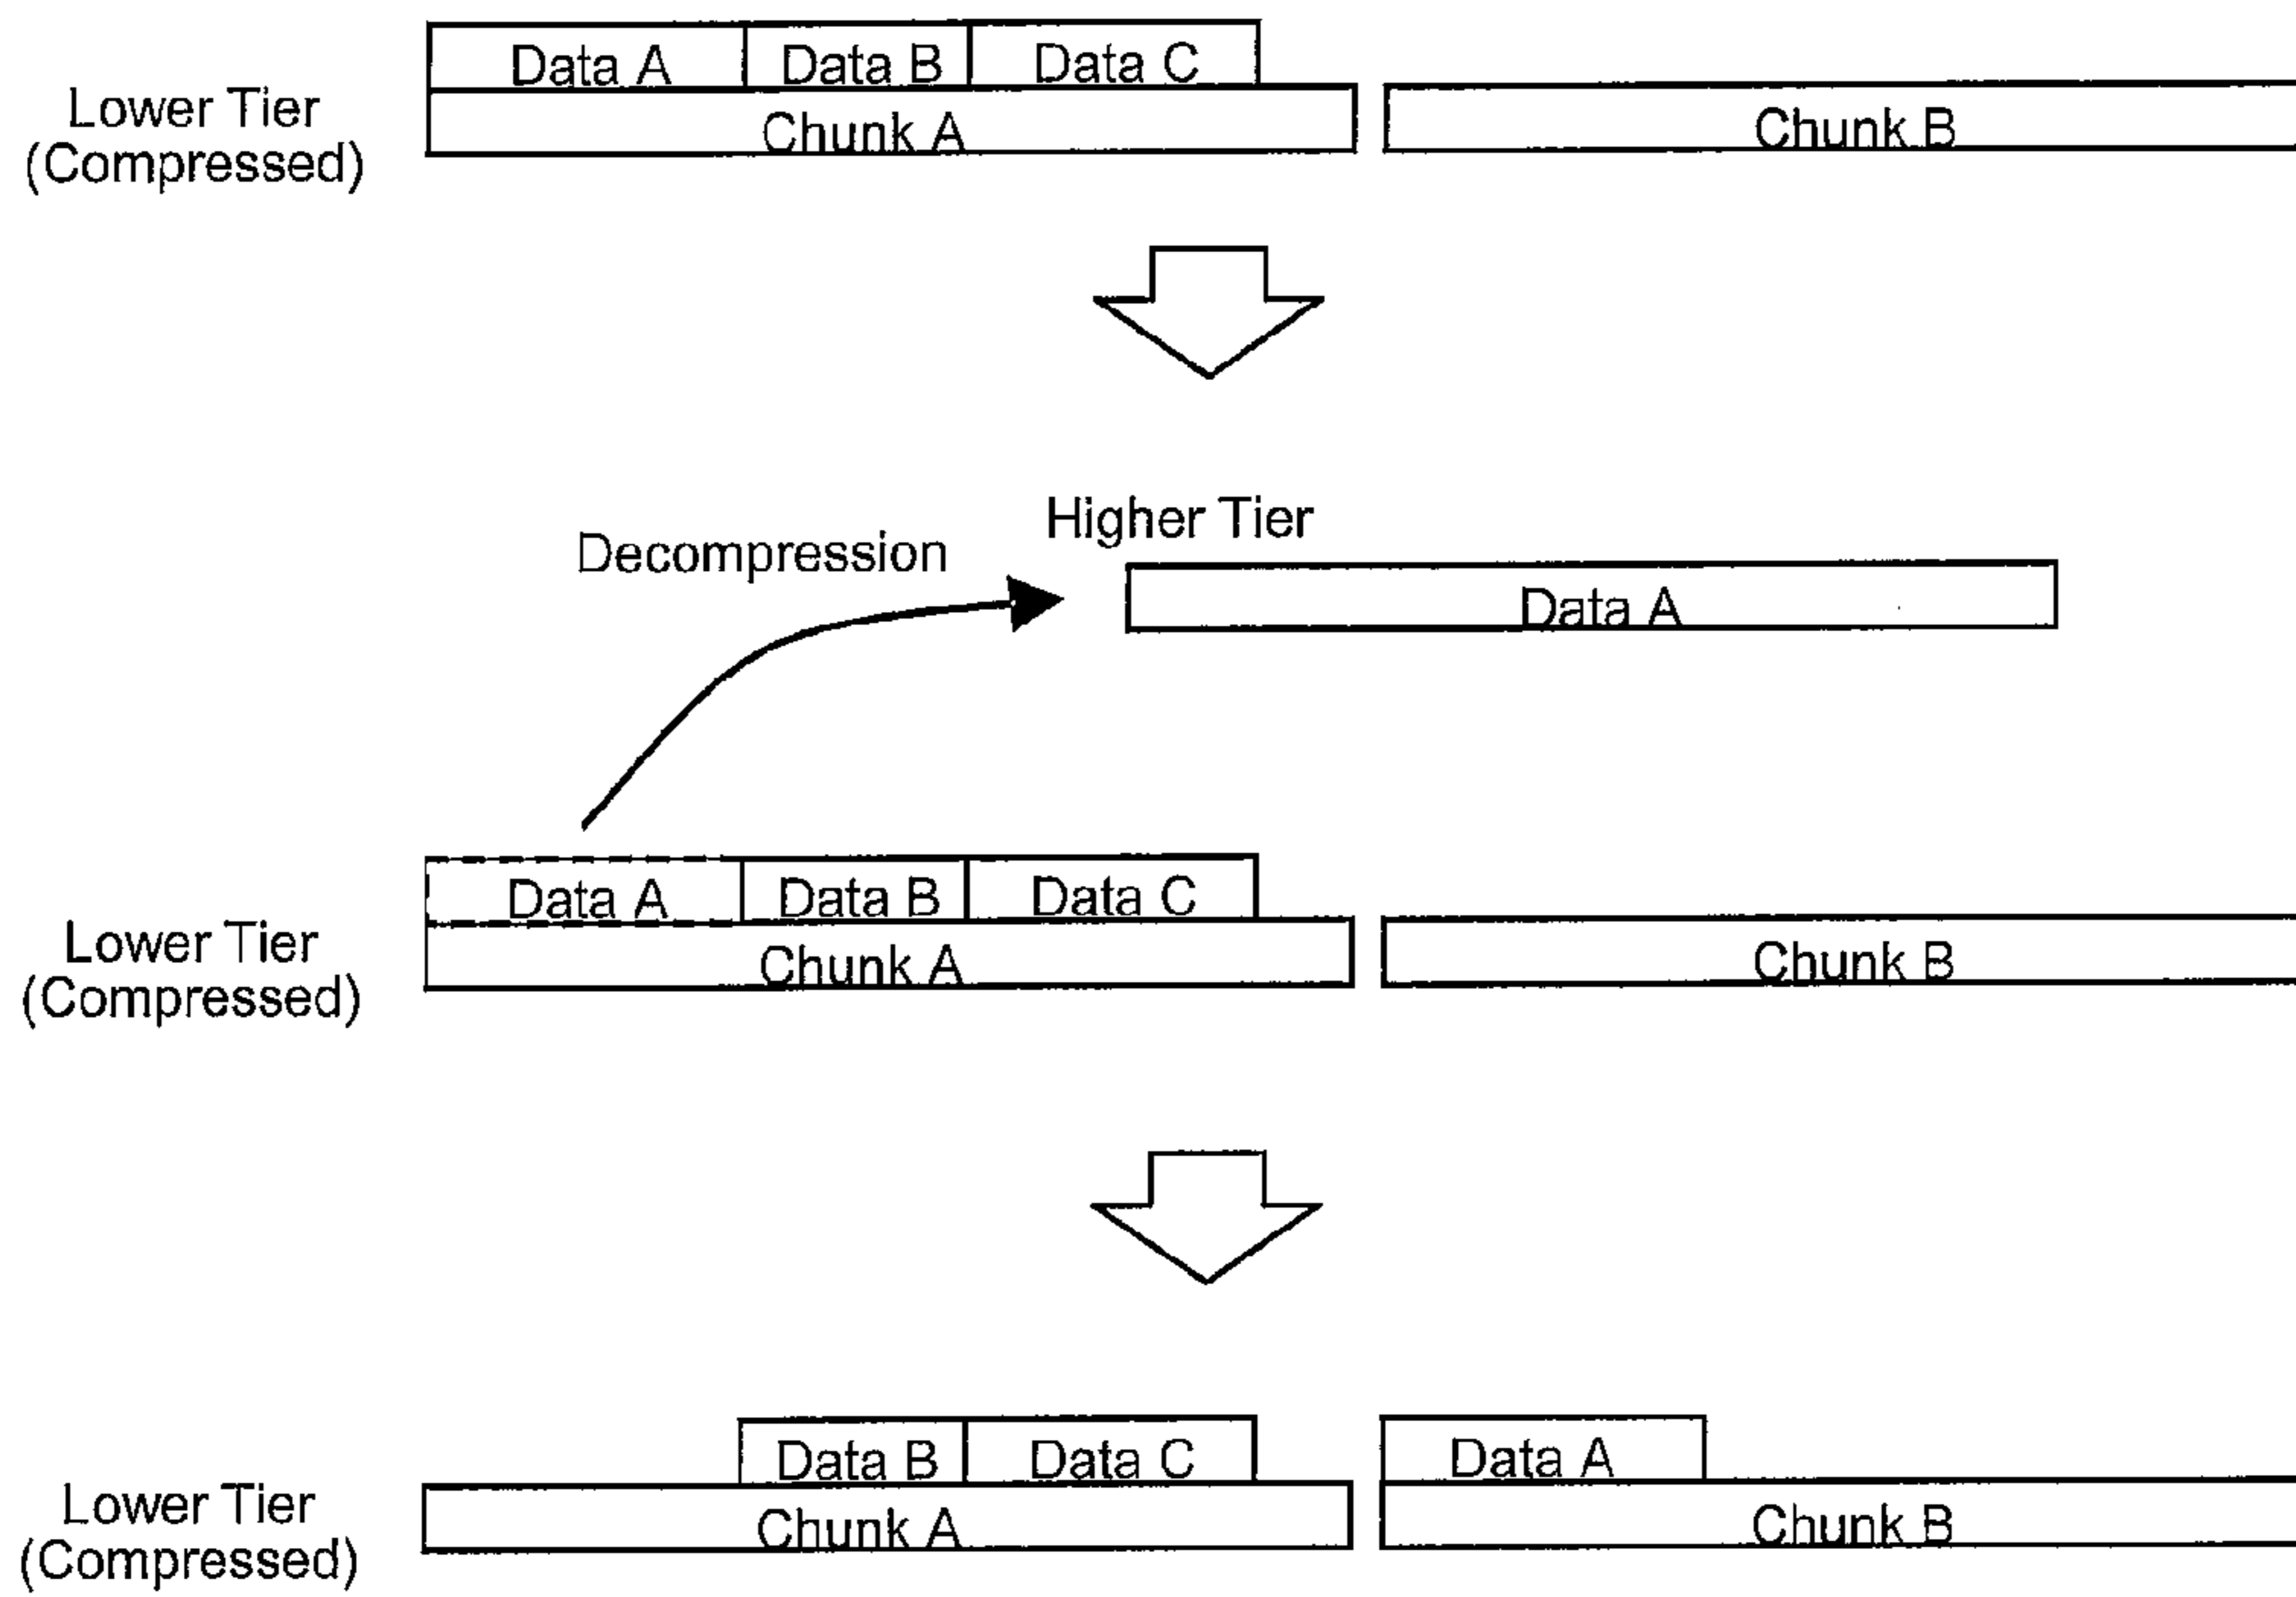 Data A Data B Data C
Lower Tier
(Compressed)
Chunk A Chunk B
Higher Tier
Decompression
Data A
Data A Data B Data C
Lower Tier
(Compressed)
Chunk A Chunk B
Data B Data C Data A
Lower Tier
(Compressed)
Chunk A Chunk B